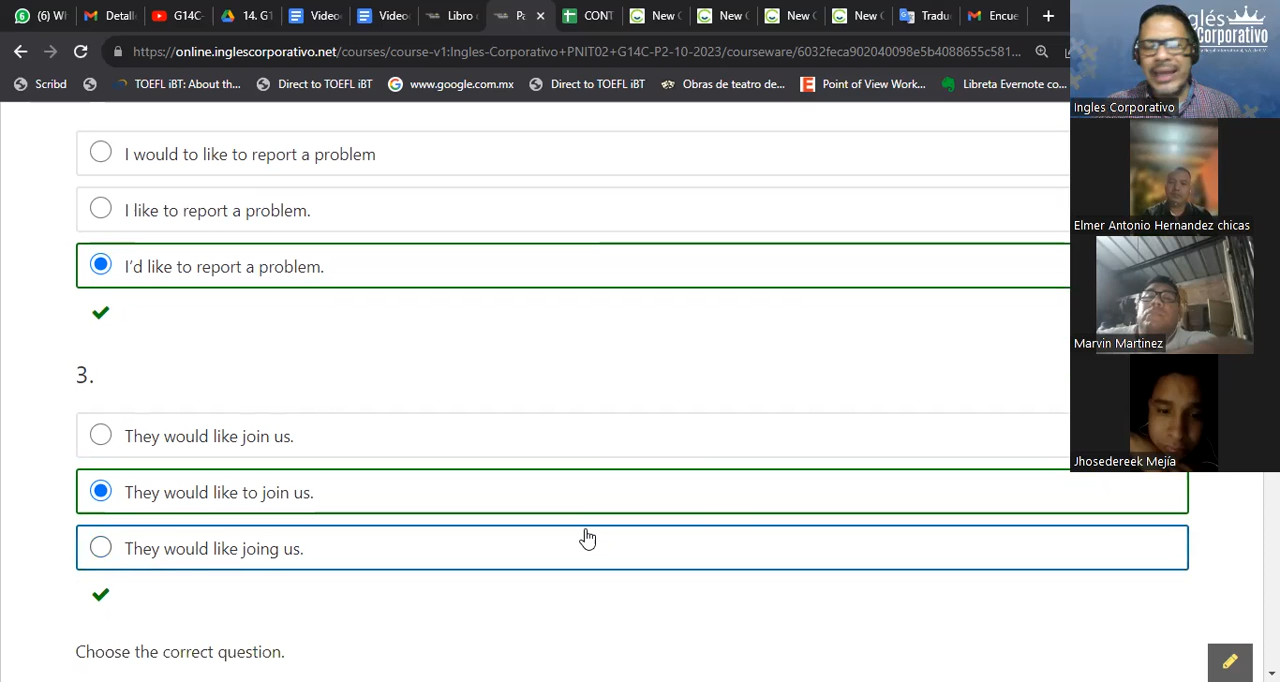 (6) W
Detall
G14C-
14. G1
Video
Video
Libro
Pa
CONT
New (
New (
New (
New (
Tradu
Encue
https://online.inglescorporativo.net/courses/course-v1:Ingles-Corporativo+PNIT02+G14C-P2-10-2023/courseware/6032feca902040098e5b4088655c581...
Scribd
TOEFL iBT: About th...
Direct to TOEFL iBT
www.google.com.mx
Direct to TOEFL iBT
Obras de teatro de...
Point of View Work...
Libreta Evernote co...
I would to like to report a problem
I like to report a problem.
I'd like to report a problem.
3.
They would like join us.
They would like to join us.
They would like joing us.
Choose the correct question.
Inglés
Corporativo
Ingles Corporativo
Elmer Antonio Hernandez chicas
Marvin Martinez
Jhosedereek Mejía